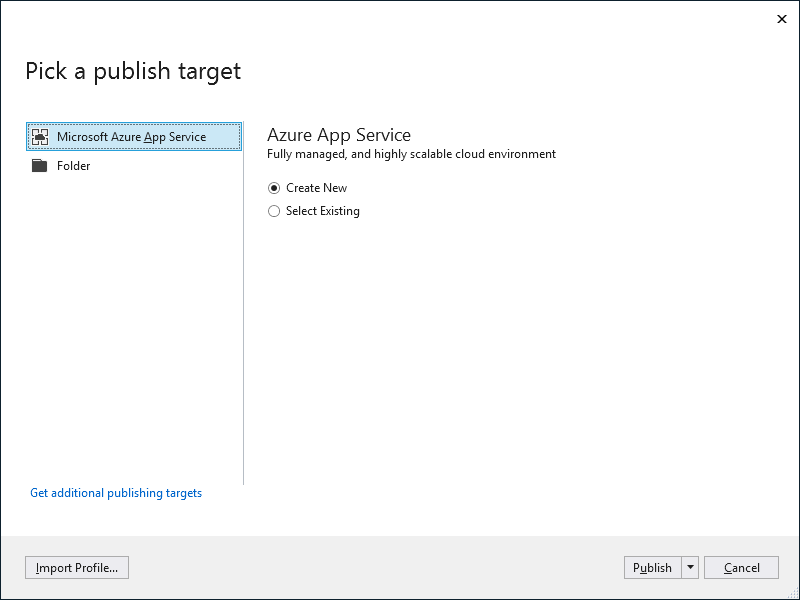 Pick a publish target
Microsoft Azure App Service
Folder
Get additional publishing targets
Azure App Service
Fully managed, and highly scalable cloud environment
Create New
Select Existing
Import Profile...
Publish
Cancel